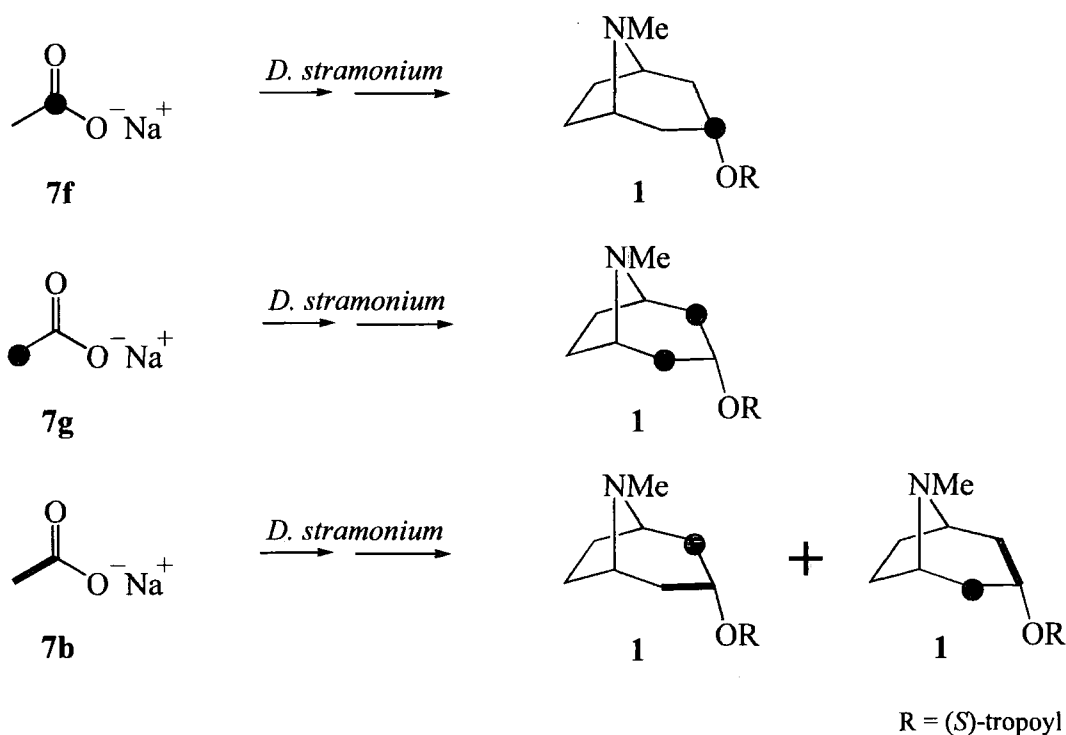 O NMe
D. stramonium
O⁻Na⁺
OR
7f 1
O NMe
D. stramonium
O⁻Na⁺
OR
7g 1
O NMe NMe
D. stramonium
O⁻Na⁺ +
OR OR
7b 1 1
R = (S)-tropoyl